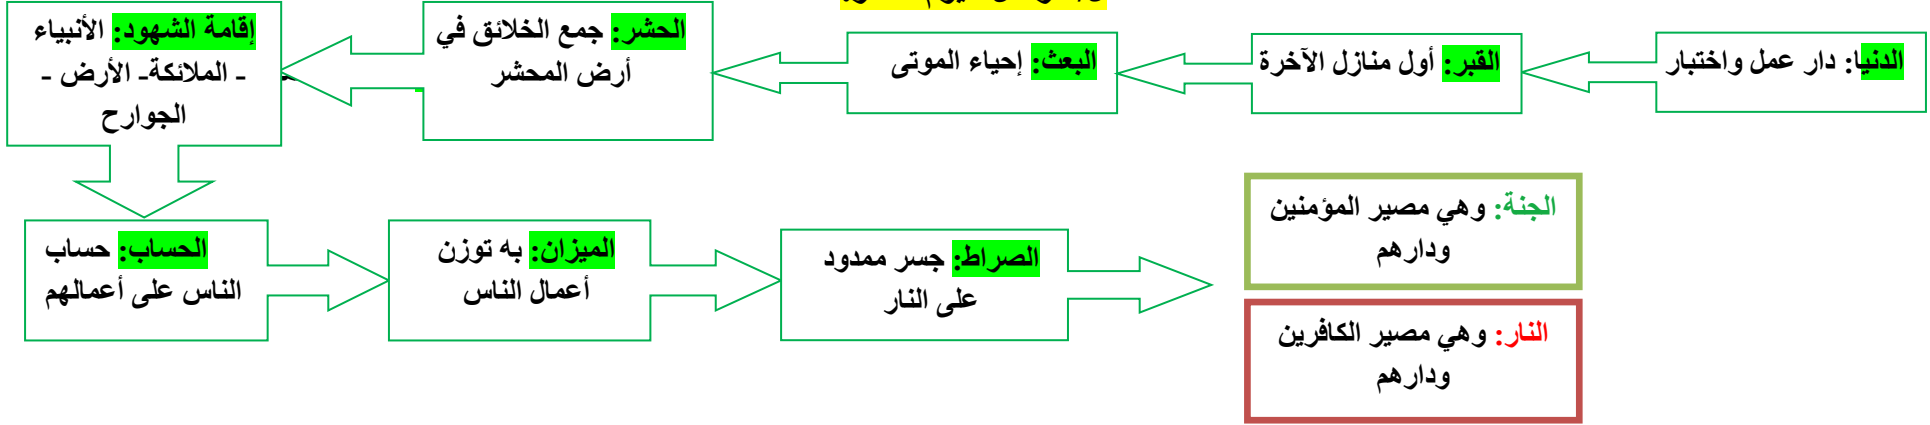 الدنيا: دار عمل واختبار
القبر: أول منازل الآخرة
البعث: إحياء الموتى
الحشر: جمع الخلائق في
أرض المحشر
إقامة الشهود: الأنبياء
- الملائكة- الأرض -
الجوارح
الحساب: حساب
الناس على أعمالهم
الميزان: به توزن
أعمال الناس
الصراط: جسر ممدود
على النار
الجنة: وهي مصير المؤمنين
ودارهم
النار: وهي مصير الكافرين
ودارهم